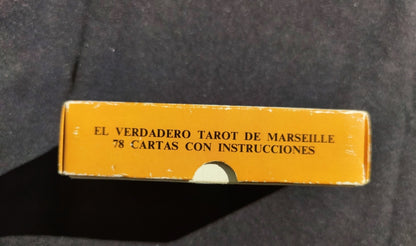 EL VERDADERO TAROT DE MARSEILLE
78 CARTAS CON INSTRUCCIONES